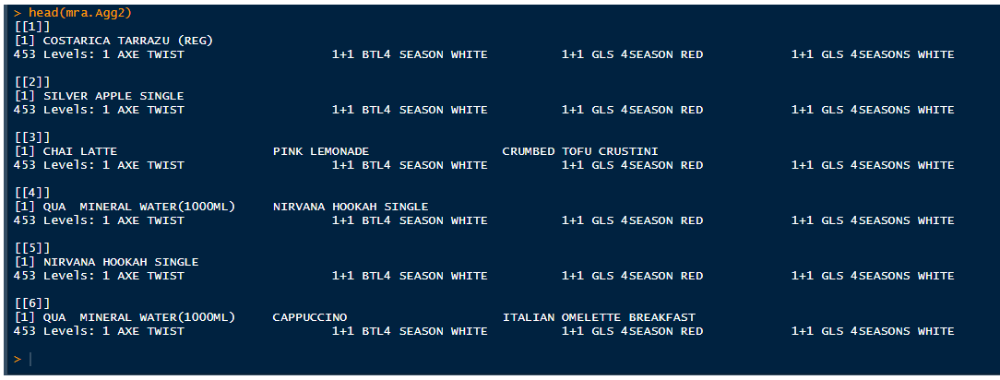 > head(mra.Agg2)
[[1]]
[1] COSTARICA TARRAZU (REG)
453 Levels: 1 AXE TWIST 1+1 BTL4 SEASON WHITE 1+1 GLS 4SEASON RED 1+1 GLS 4SEASONS WHITE
[[2]]
[1] SILVER APPLE SINGLE
453 Levels: 1 AXE TWIST 1+1 BTL4 SEASON WHITE 1+1 GLS 4SEASON RED 1+1 GLS 4SEASONS WHITE
[[3]]
[1] CHAI LATTE PINK LEMONADE CRUMBED TOFU CRUSTINI
453 Levels: 1 AXE TWIST 1+1 BTL4 SEASON WHITE 1+1 GLS 4SEASON RED 1+1 GLS 4SEASONS WHITE
[[4]]
[1] QUA  MINERAL WATER(1000ML) NIRVANA HOOKAH SINGLE
453 Levels: 1 AXE TWIST 1+1 BTL4 SEASON WHITE 1+1 GLS 4SEASON RED 1+1 GLS 4SEASONS WHITE
[[5]]
[1] NIRVANA HOOKAH SINGLE
453 Levels: 1 AXE TWIST 1+1 BTL4 SEASON WHITE 1+1 GLS 4SEASON RED 1+1 GLS 4SEASONS WHITE
[[6]]
[1] QUA  MINERAL WATER(1000ML) CAPPUCCINO ITALIAN OMELETTE BREAKFAST
453 Levels: 1 AXE TWIST 1+1 BTL4 SEASON WHITE 1+1 GLS 4SEASON RED 1+1 GLS 4SEASONS WHITE
>